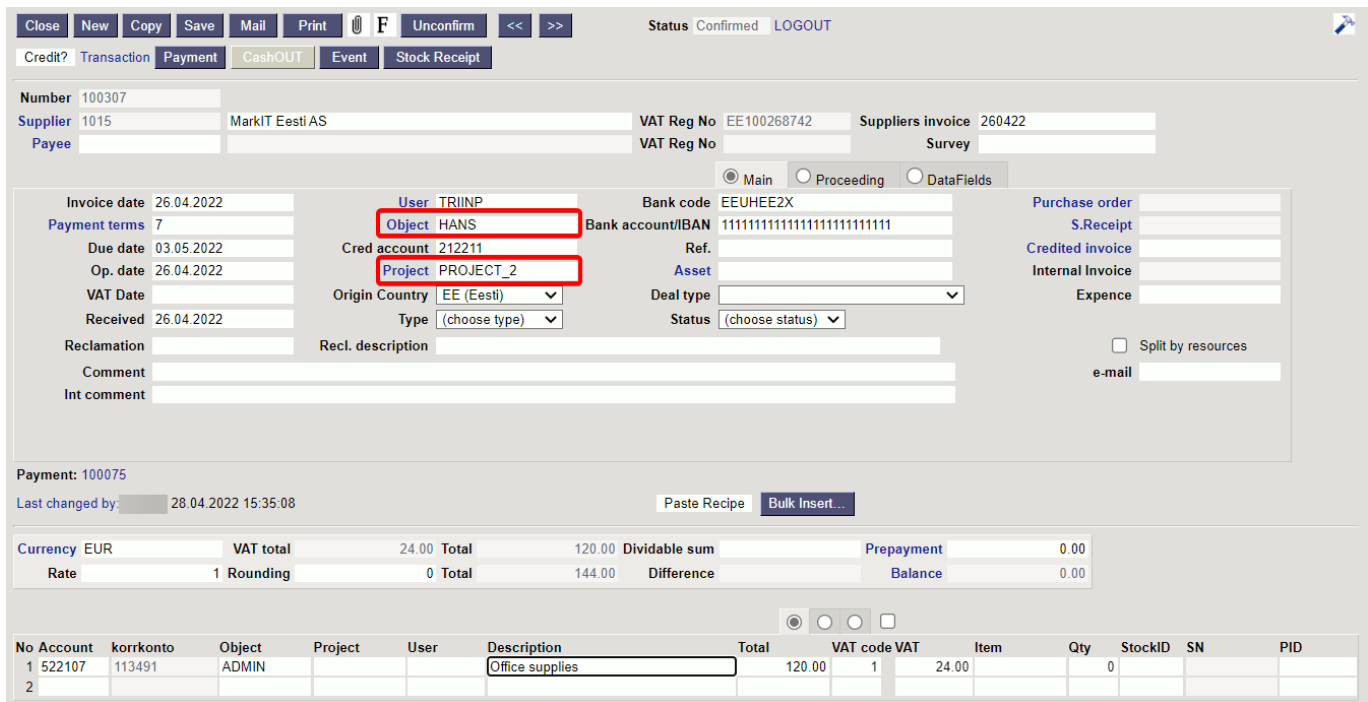 Close New Copy Save Mail Print F Unconfirm << >> Status Confirmed LOGOUT
Credit? Transaction Payment CashOUT Event Stock Receipt
Number 100307
Supplier 1015 MarkIT Eesti AS VAT Reg No EE100268742 Suppliers invoice 260422
Payee VAT Reg No Survey
Main Proceeding DataFields
Invoice date 26.04.2022 User TRIINP Bank code EEUHEE2X Purchase order
Payment terms 7 Object HANS Bank account/IBAN 1111111111111111111111111 S.Receipt
Due date 03.05.2022 Cred account 212211 Ref. Credited invoice
Op. date 26.04.2022 Project PROJECT_2 Asset Internal Invoice
VAT Date Origin Country EE (Eesti) Deal type Expence
Received 26.04.2022 Type (choose type) Status (choose status)
Reclamation Recl. description Split by resources
Comment e-mail
Int comment
Payment: 100075
Last changed by: 28.04.2022 15:35:08 Paste Recipe Bulk Insert...
Currency EUR VAT total 24.00 Total 120.00 Dividable sum Prepayment 0.00
Rate 1 Rounding 0 Total 144.00 Difference Balance 0.00
No Account korrkonto Object Project User Description Total VAT code VAT Item Qty StockID SN PID
1 522107 113491 ADMIN Office supplies 120.00 1 24.00 0
2